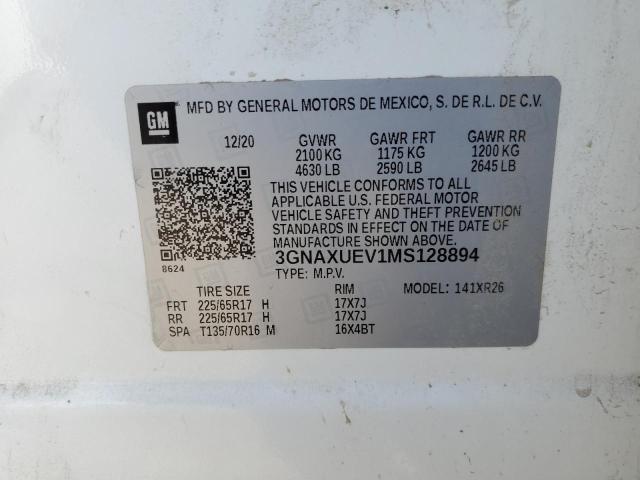 GM
MFD BY GENERAL MOTORS DE MEXICO, S. DE R.L. DE C.V.
12/20 GVWR GAWR FRT GAWR RR
2100 KG 1175 KG 1200 KG
4630 LB 2590 LB 2645 LB
THIS VEHICLE CONFORMS TO ALL
APPLICABLE U.S. FEDERAL MOTOR
VEHICLE SAFETY AND THEFT PREVENTION
STANDARDS IN EFFECT ON THE DATE OF
MANUFACTURE SHOWN ABOVE.
8624
3GNAXUEV1MS128894
TYPE: M.P.V.
TIRE SIZE RIM MODEL: 141XR26
FRT 225/65R17 H 17X7J
RR 225/65R17 H 17X7J
SPA T135/70R16 M 16X4BT